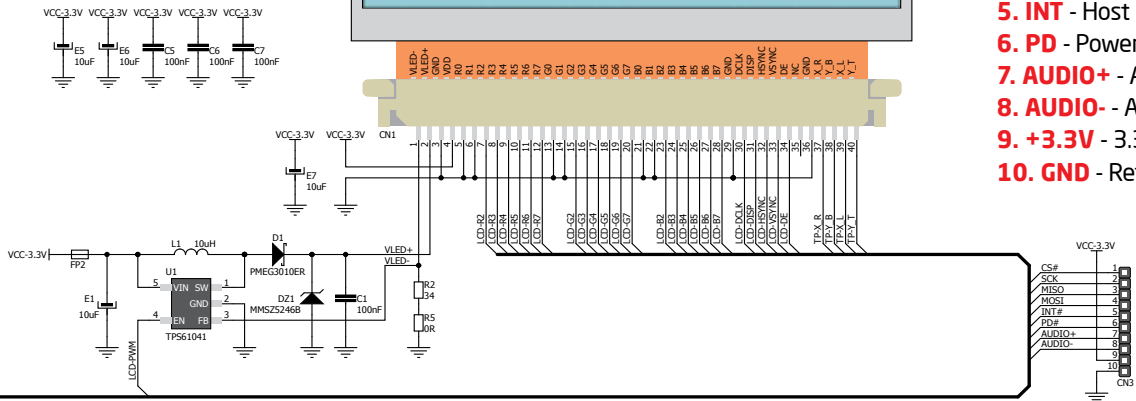 VCC-3.3V VCC-3.3V VCC-3.3V VCC-3.3V VCC-3.3V
E5 10uF
E6 10uF
C5 100nF
C6 100nF
C7 100nF
5. INT - Host
6. PD - Power
7. AUDIO+ - A
8. AUDIO- - A
9. +3.3V - 3.3
10. GND - Ret
VLED- VLED+ GND VDD R0 R1 R2 R3 R4 R5 R6 R7 G0 G1 G2 G3 G4 G5 G6 G7 B0 B1 B2 B3 B4 B5 B6 B7 GND DCLK DISP HSYNC VSYNC DE NC GND X_R Y_B X_L Y_T
CN1
1 2 3 4 5 6 7 8 9 10 11 12 13 14 15 16 17 18 19 20 21 22 23 24 25 26 27 28 29 30 31 32 33 34 35 36 37 38 39 40
VCC-3.3V VCC-3.3V
E7
10uF
LCD-R2 LCD-R3 LCD-R4 LCD-R5 LCD-R6 LCD-R7 LCD-G2 LCD-G3 LCD-G4 LCD-G5 LCD-G6 LCD-G7 LCD-B2 LCD-B3 LCD-B4 LCD-B5 LCD-B6 LCD-B7 LCD-DCLK LCD-DISP LCD-HSYNC LCD-VSYNC LCD-DE TP-X_R TP-Y_B TP-X_L TP-Y_T
VCC-3.3V
FP2
L1 10uH
D1
PMEG3010ER
VLED+
VLED-
E1
10uF
U1
5 VIN SW 1
GND 2
4 EN FB 3
TPS61041
LCD-PWM
DZ1
MMSZ5246B
C1
100nF
R2
34
R5
0R
VCC-3.3V
CS# 1
SCK 2
MISO 3
MOSI 4
INT# 5
PD# 6
AUDIO+ 7
AUDIO- 8
9
10
CN3